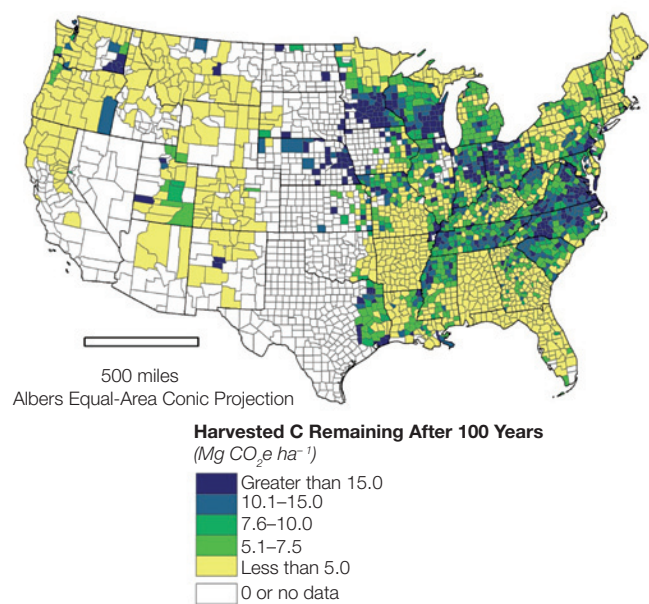 500 miles
Albers Equal-Area Conic Projection
Harvested C Remaining After 100 Years
(Mg CO₂e ha⁻¹)
Greater than 15.0
10.1–15.0
7.6–10.0
5.1–7.5
Less than 5.0
0 or no data